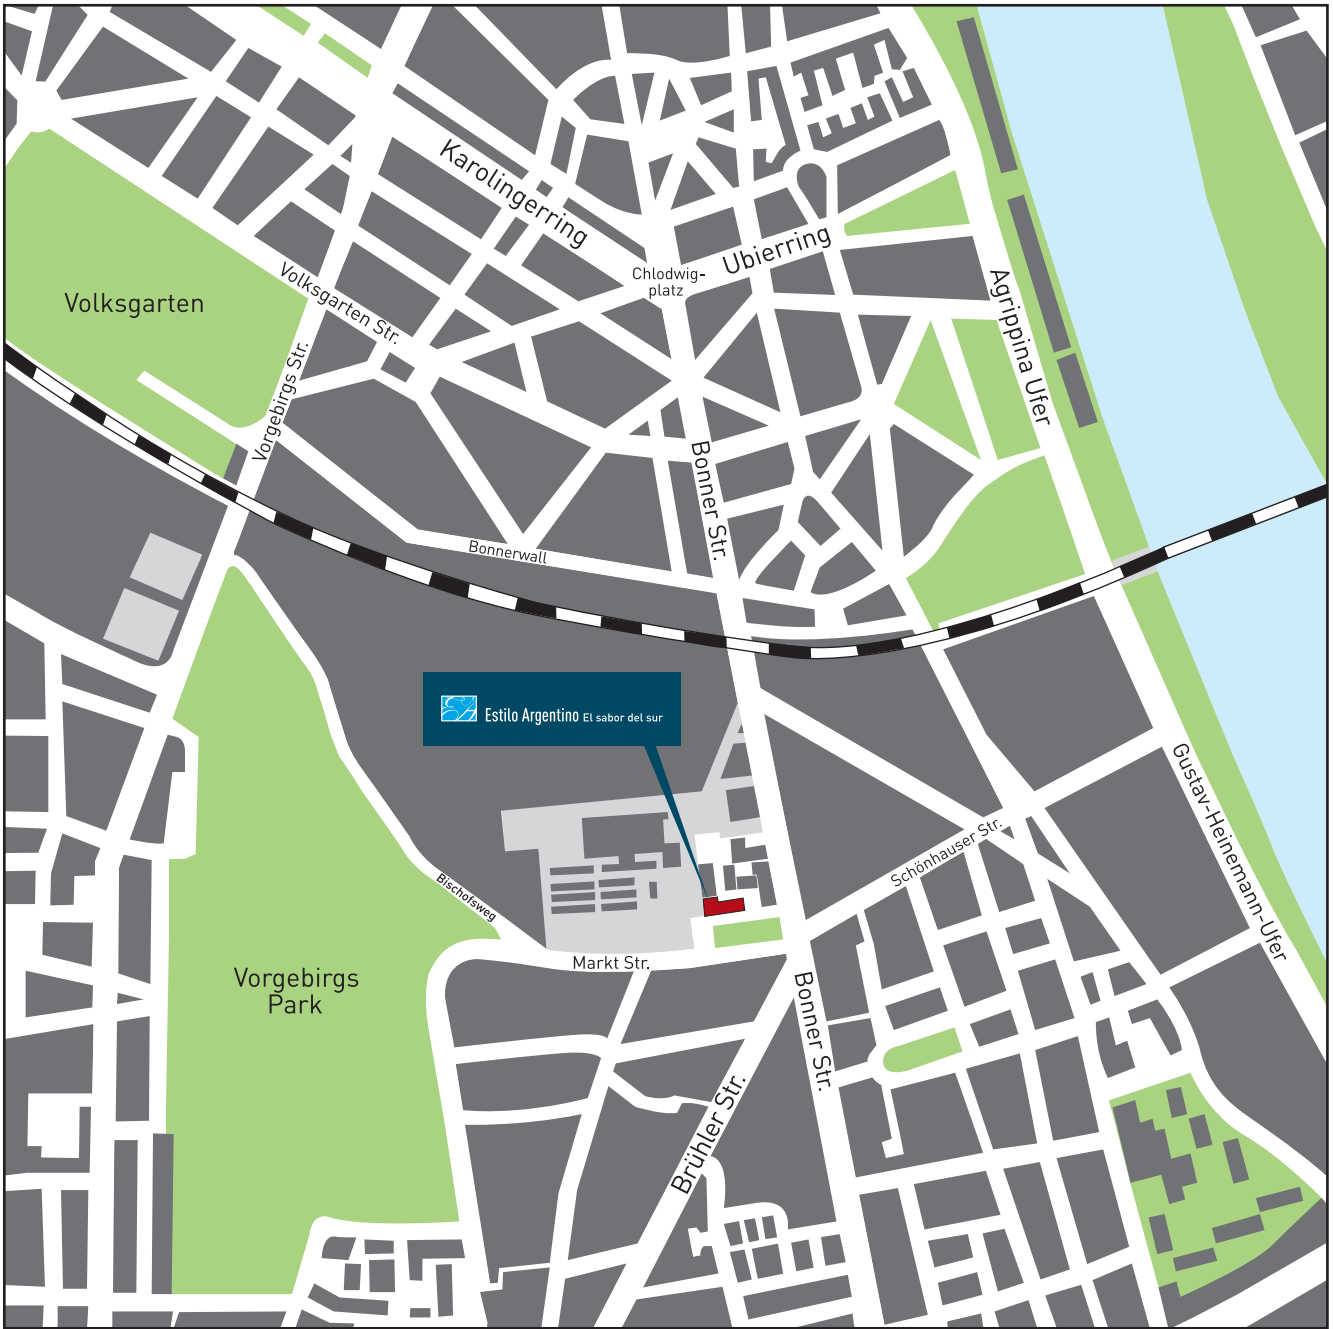 Karolingerring
Ubierring
Chlodwig-
platz
Volksgarten Str.
Volksgarten
Agrippina Ufer
Vorgebirgs Str.
Bonner Str.
Bonnerwall
Estilo Argentino El sabor del sur
Gustav-Heinemann-Ufer
Schönhauser Str.
Bischofsweg
Markt Str.
Vorgebirgs
Park
Bonner Str.
Brühler Str.